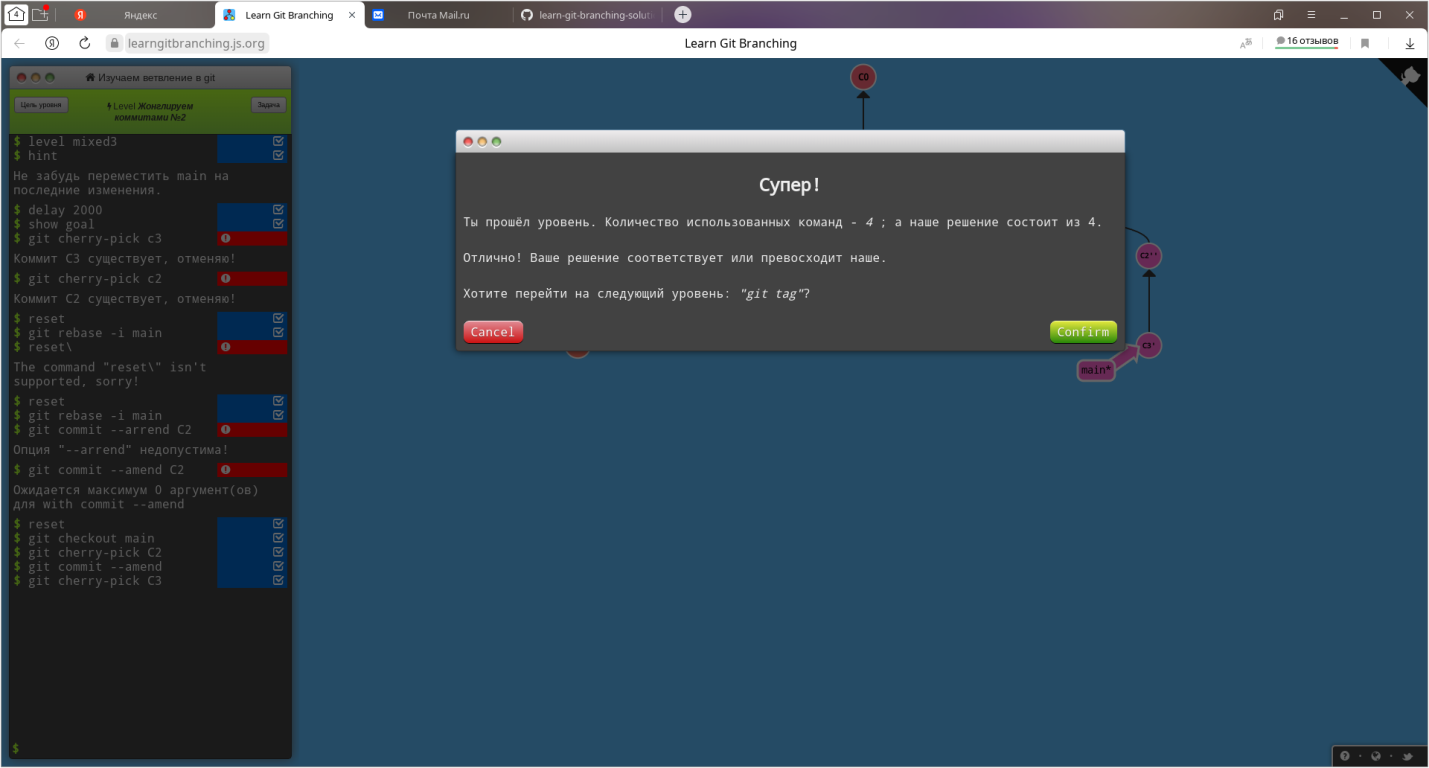 4
Я
Яндекс
Learn Git Branching
Почта Mail.ru
learn-git-branching-soluti
Я
learngitbranching.js.org
Learn Git Branching
16 отзывов
Изучаем ветвление в git
Цель уровня
Level Жонглируем
коммитами №2
Задача
$ level mixed3
$ hint
Не забудь переместить main на
последние изменения.
$ delay 2000
$ show goal
$ git cherry-pick c3
Коммит C3 существует, отменяю!
$ git cherry-pick c2
Коммит C2 существует, отменяю!
$ reset
$ git rebase -i main
$ reset\
The command "reset\" isn't
supported, sorry!
$ reset
$ git rebase -i main
$ git commit --arrend C2
Опция "--arrend" недопустима!
$ git commit --amend C2
Ожидается максимум 0 аргумент(ов)
для with commit --amend
$ reset
$ git checkout main
$ git cherry-pick C2
$ git commit --amend
$ git cherry-pick C3
$
C0
Супер!
Ты прошёл уровень. Количество использованных команд - 4 ; а наше решение состоит из 4.
Отлично! Ваше решение соответствует или превосходит наше.
Хотите перейти на следующий уровень: "git tag"?
Cancel
Confirm
C2''
C3'
main*